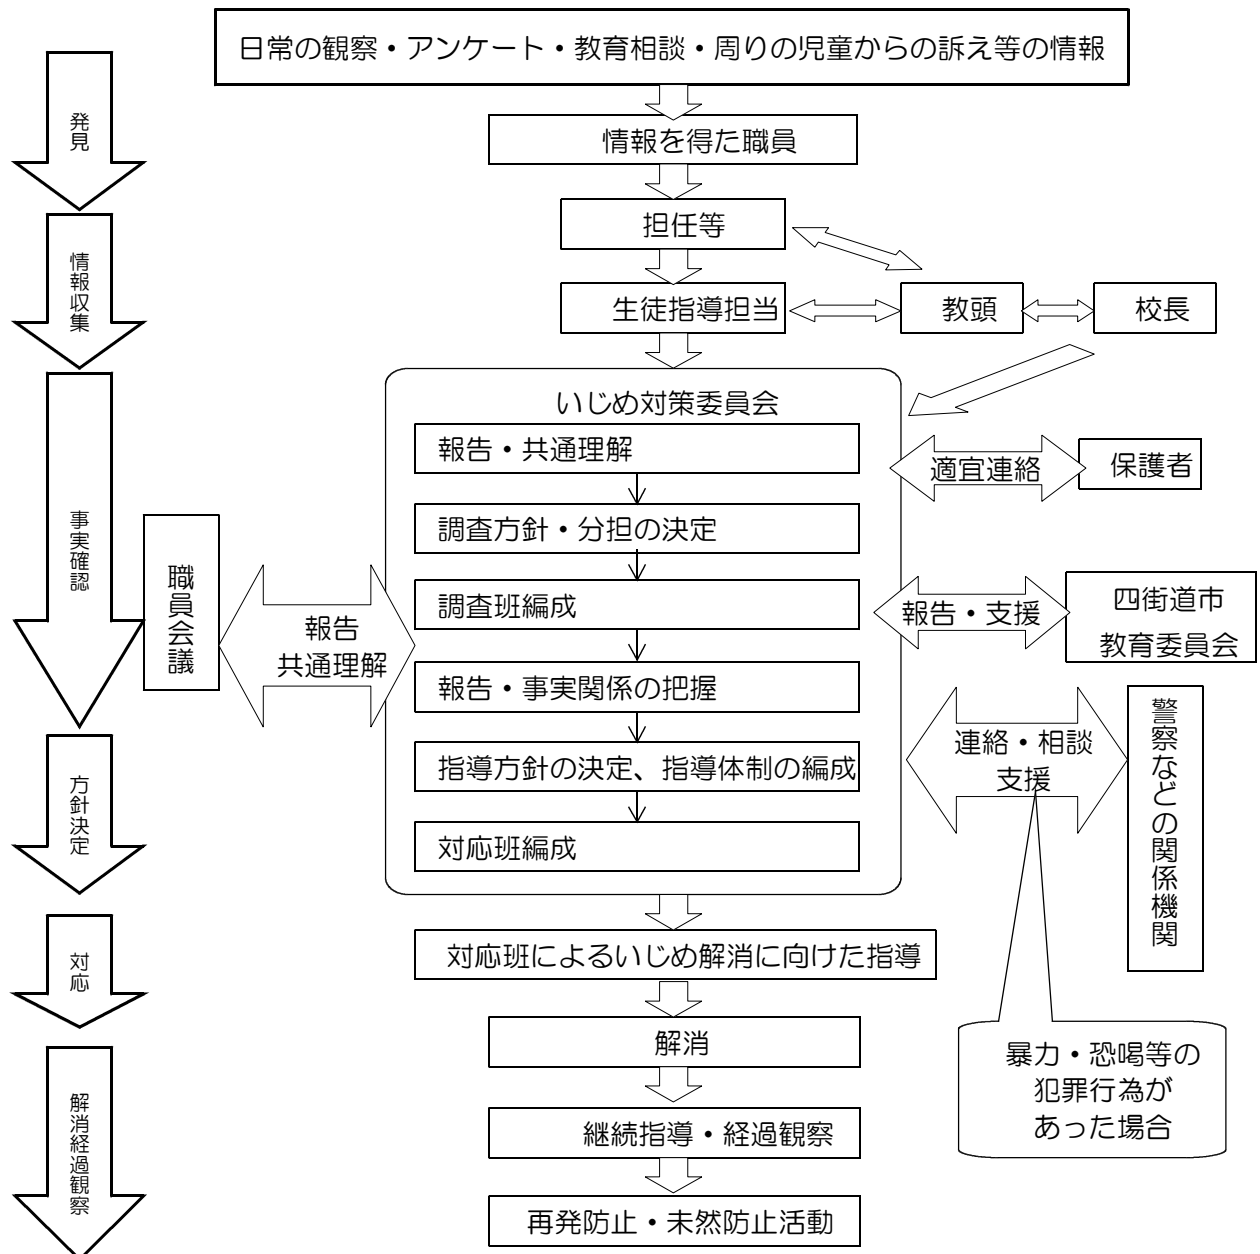 日常の観察・アンケート・教育相談・周りの児童からの訴え等の情報
発見
情報を得た職員
担任等
情報収集
生徒指導担当
教頭
校長
いじめ対策委員会
報告・共通理解
適宜連絡
保護者
事実確認
調査方針・分担の決定
職員会議
報告
共通理解
調査班編成
報告・支援
四街道市
教育委員会
報告・事実関係の把握
方針決定
指導方針の決定、指導体制の編成
連絡・相談
支援
警察などの関係機関
対応班編成
対応
対応班によるいじめ解消に向けた指導
解消
暴力・恐喝等の
犯罪行為が
あった場合
解消経過観察
継続指導・経過観察
再発防止・未然防止活動